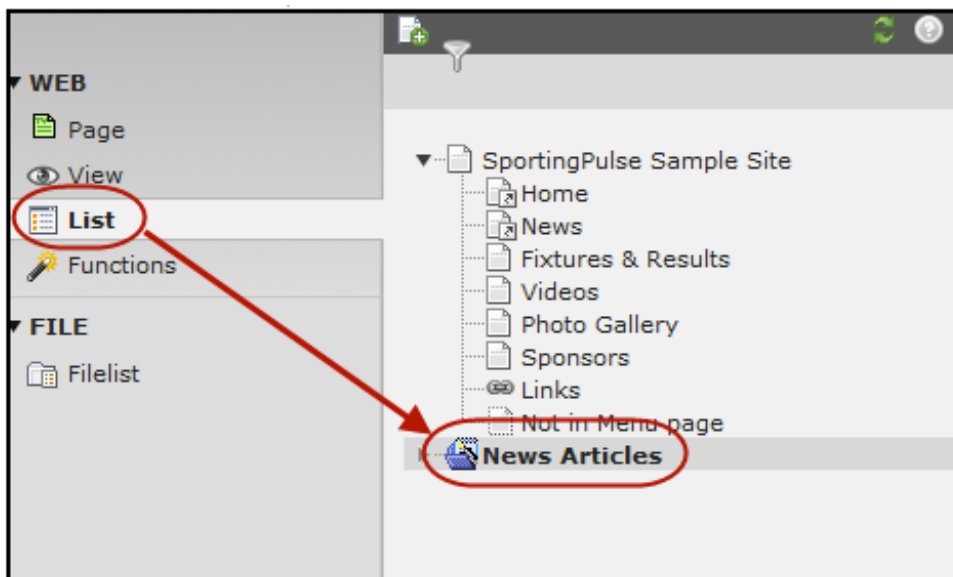 WEB
Page
View
List
Functions
FILE
Filelist
SportingPulse Sample Site
Home
News
Fixtures & Results
Videos
Photo Gallery
Sponsors
Links
Not in Menu page
News Articles